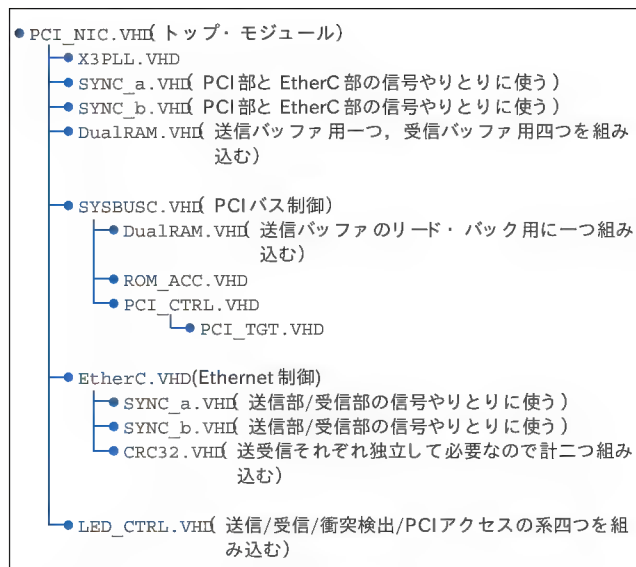 PCI_NIC.VHD(トップ・モジュール)
X3PLL.VHD
SYNC_a.VHD(PCI部とEtherC部の信号やりとりに使う)
SYNC_b.VHD(PCI部とEtherC部の信号やりとりに使う)
DualRAM.VHD(送信バッファ用一つ，受信バッファ用四つを組み
込む)
SYSBUSC.VHD(PCIバス制御)
DualRAM.VHD(送信バッファのリード・バック用に一つ組み
込む)
ROM_ACC.VHD
PCI_CTRL.VHD
PCI_TGT.VHD
EtherC.VHD(Ethernet制御)
SYNC_a.VHD(送信部/受信部の信号やりとりに使う)
SYNC_b.VHD(送信部/受信部の信号やりとりに使う)
CRC32.VHD(送受信それぞれ独立して必要なので計二つ組み
込む)
LED_CTRL.VHD(送信/受信/衝突検出/PCIアクセスの系四つを組
み込む)